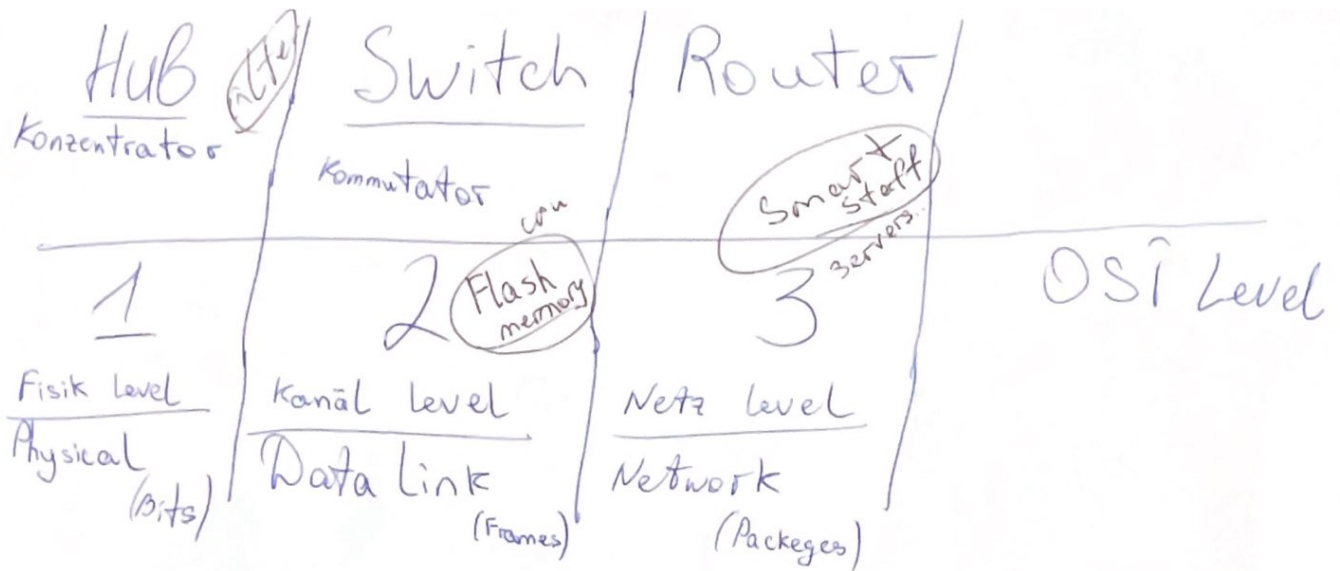 Hub
Konzentrator
Switch
Kommutator
Router
Smart
staff
servers..
1
2
Flash
memory
3
OSI Level
Fisik Level
Physical
(Bits)
Kanäl Level
Data Link
(Frames)
Netz Level
Network
(Packeges)